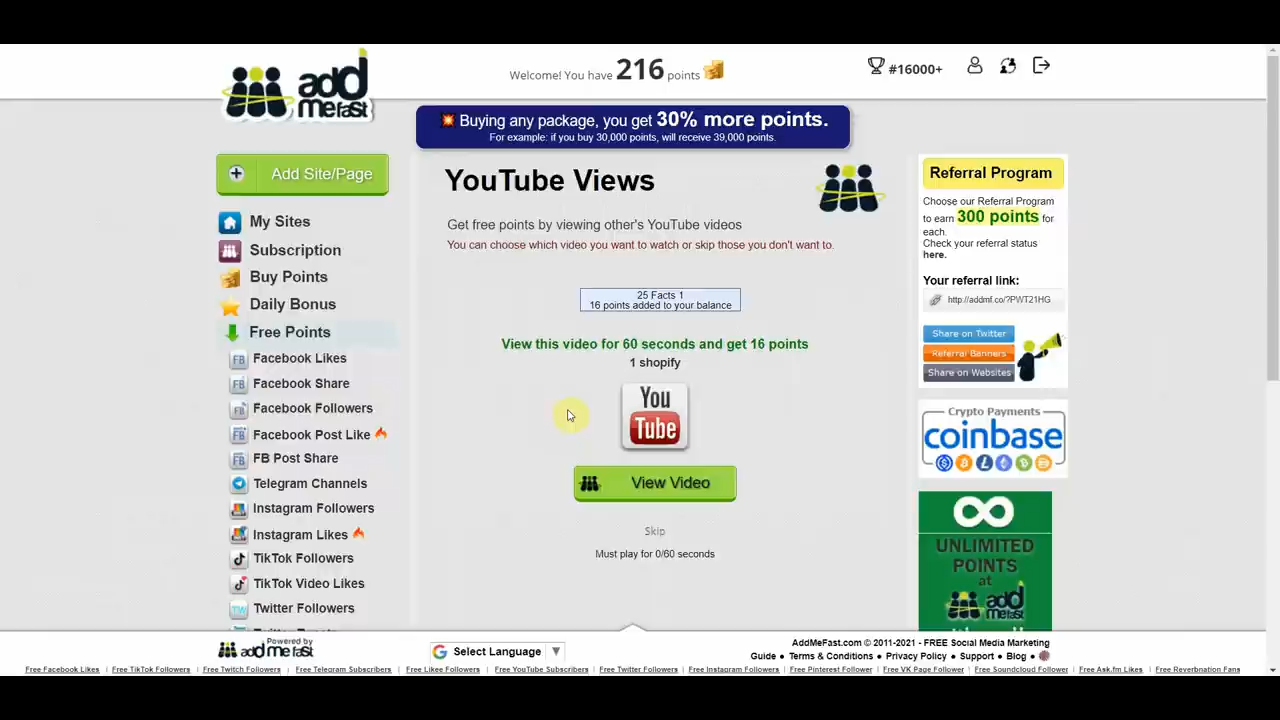 add
me fast
Welcome! You have 216 points
#16000+
Buying any package, you get 30% more points.
For example: if you buy 30,000 points, will receive 39,000 points.
Add Site/Page
My Sites
Subscription
Buy Points
Daily Bonus
Free Points
Facebook Likes
Facebook Share
Facebook Followers
Facebook Post Like
FB Post Share
Telegram Channels
Instagram Followers
Instagram Likes
TikTok Followers
TikTok Video Likes
Twitter Followers
YouTube Views
Get free points by viewing other's YouTube videos
You can choose which video you want to watch or skip those you don't want to.
25 Facts 1
16 points added to your balance
View this video for 60 seconds and get 16 points
1 shopify
You
Tube
View Video
Skip
Must play for 0/60 seconds
Referral Program
Choose our Referral Program
to earn 300 points for
each.
Check your referral status
here.
Your referral link:
http://addmf.co/?PWT21HG
Share on Twitter
Referral Banners
Share on Websites
Crypto Payments
coinbase
UNLIMITED
POINTS
at
add
me fast
Powered by
add me fast
Select Language ▼
AddMeFast.com © 2011-2021 - FREE Social Media Marketing
Guide ● Terms & Conditions ● Privacy Policy ● Support ● Blog ●
Free Facebook Likes Free TikTok Followers Free Twitch Followers Free Telegram Subscribers Free Likee Followers Free YouTube Subscribers Free Twitter Followers Free Instagram Followers Free Pinterest Follower Free VK Page Follower Free Soundcloud Follower Free Ask.fm Likes Free Reverbnation Fans